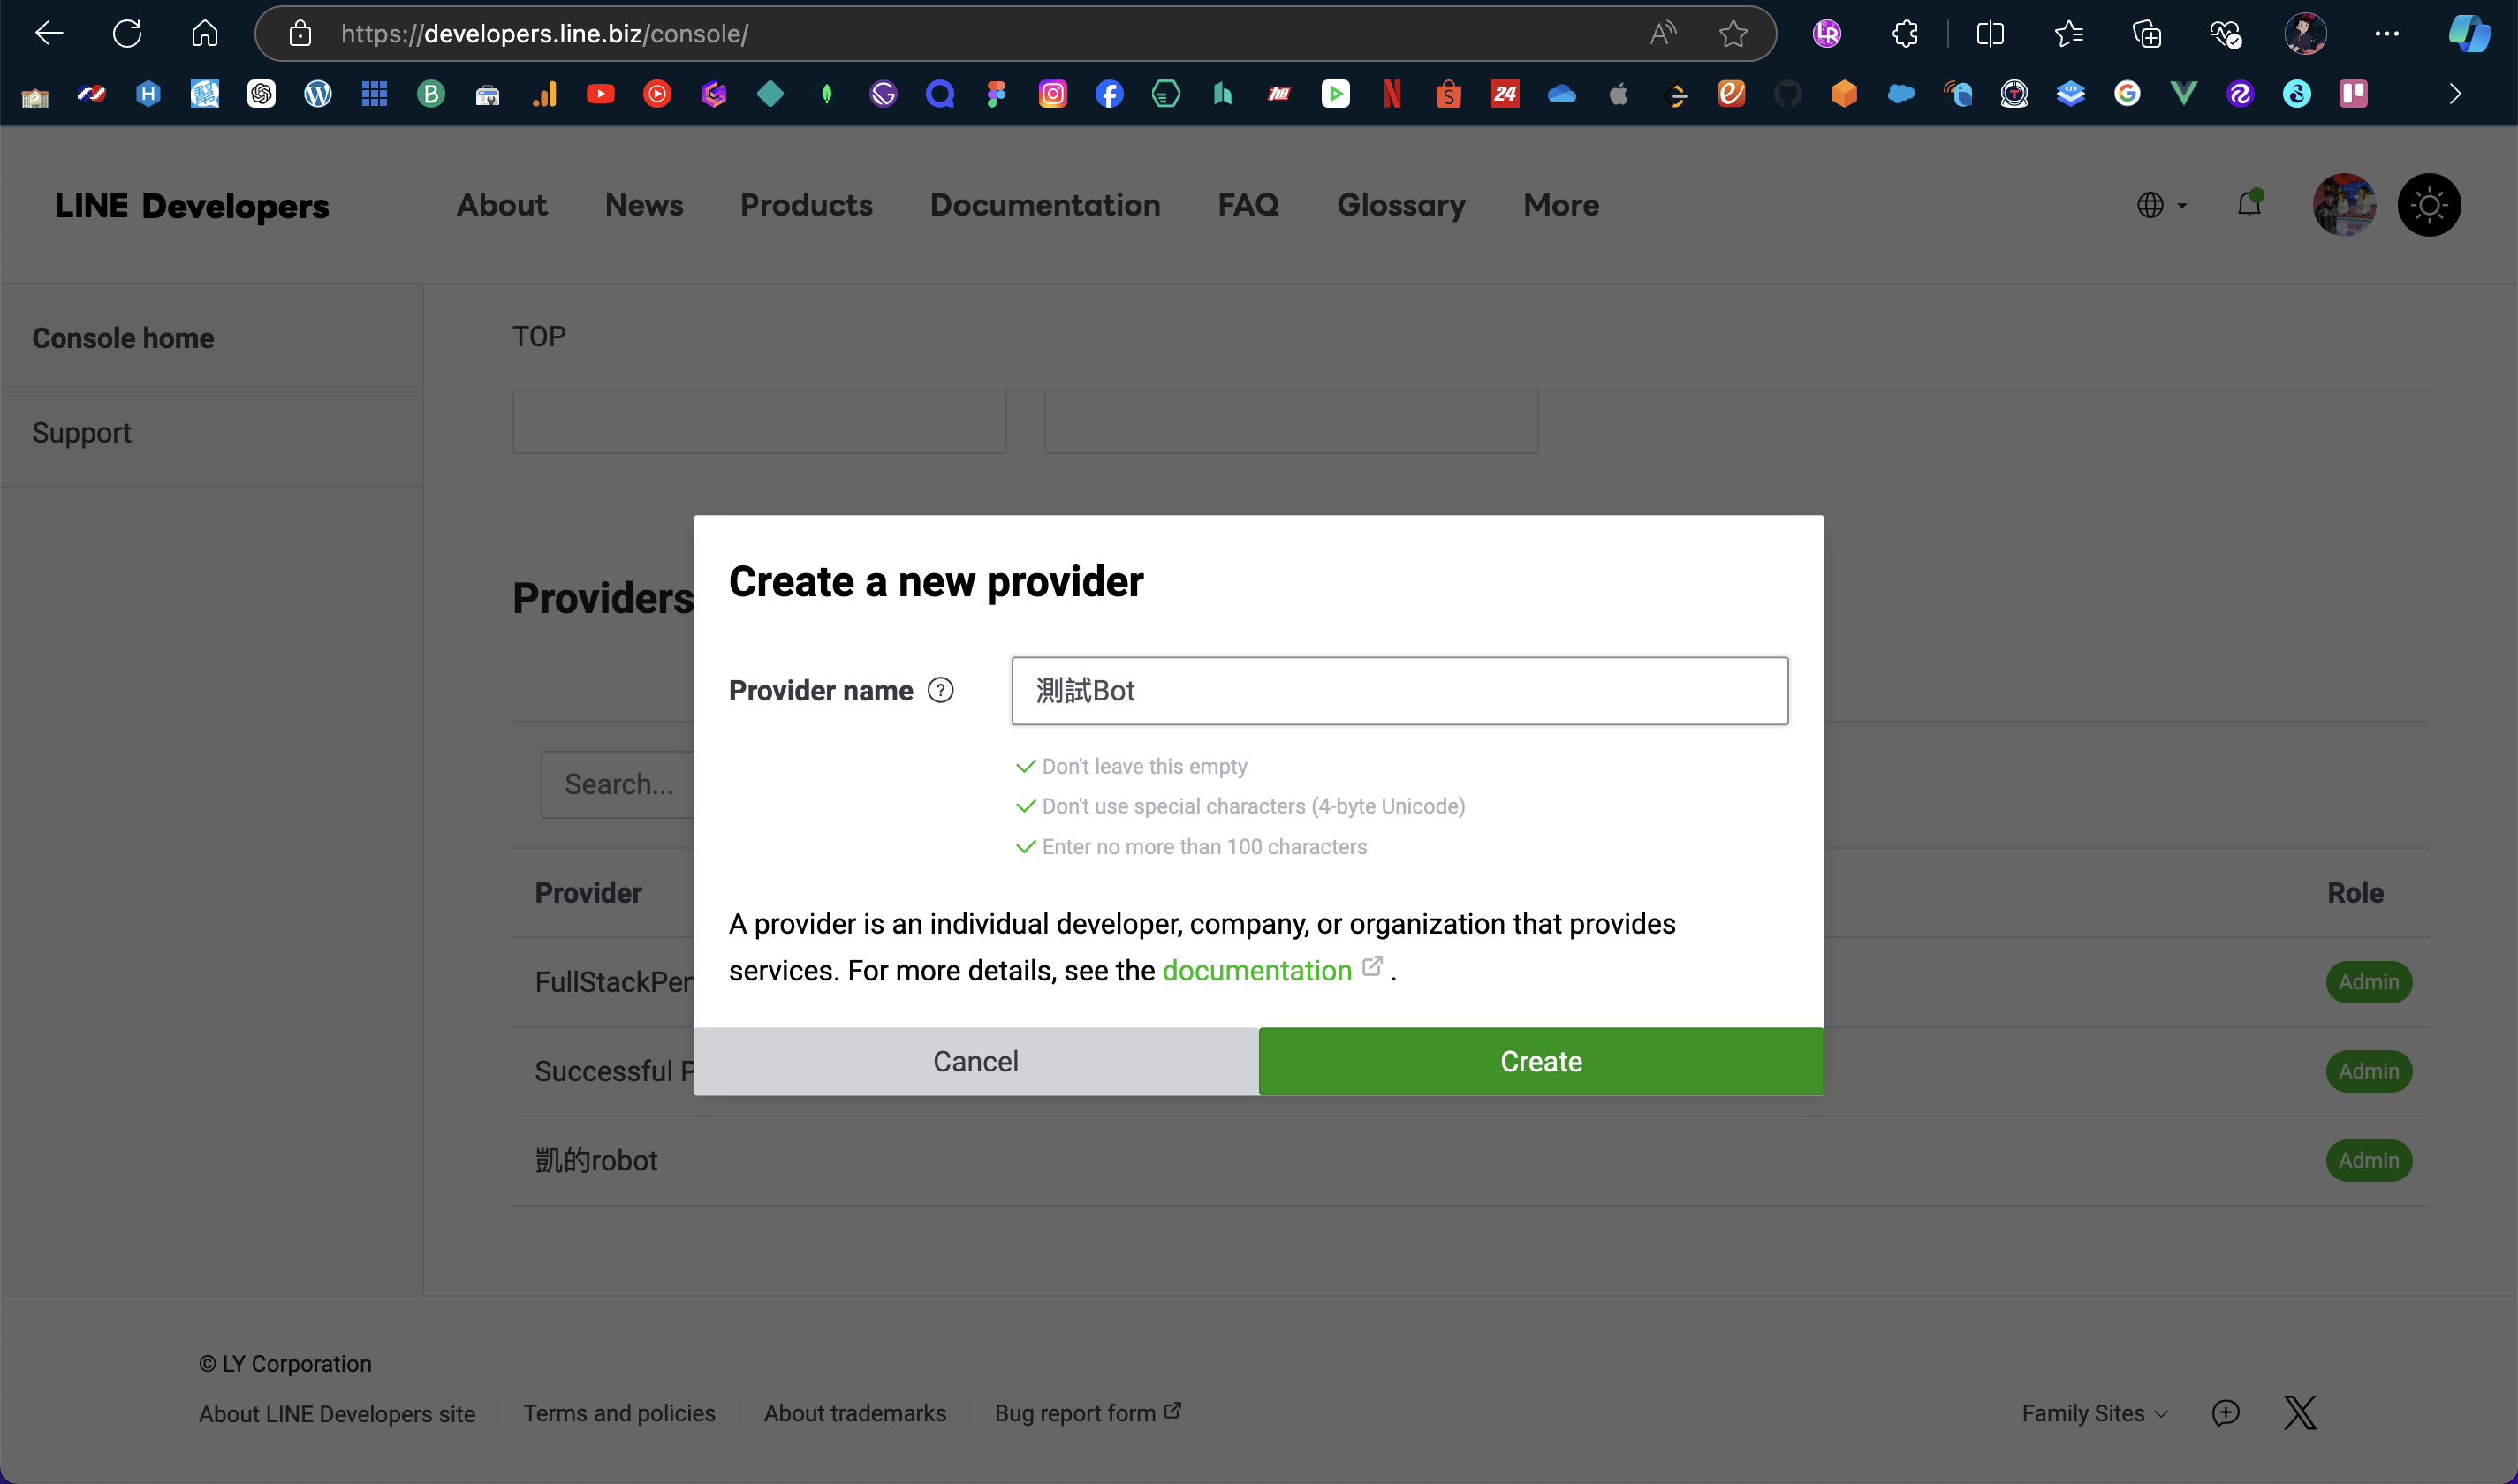 https://developers.line.biz/console/
LINE Developers
About
News
Products
Documentation
FAQ
Glossary
More
Console home
Support
TOP
Providers
Create a new provider
Provider name ?
測試Bot
Don't leave this empty
Don't use special characters (4-byte Unicode)
Enter no more than 100 characters
A provider is an individual developer, company, or organization that provides
services. For more details, see the documentation .
Cancel
Create
Search...
Provider
Role
FullStackPer
Admin
Successful P
Admin
凱的robot
Admin
© LY Corporation
About LINE Developers site
Terms and policies
About trademarks
Bug report form
Family Sites